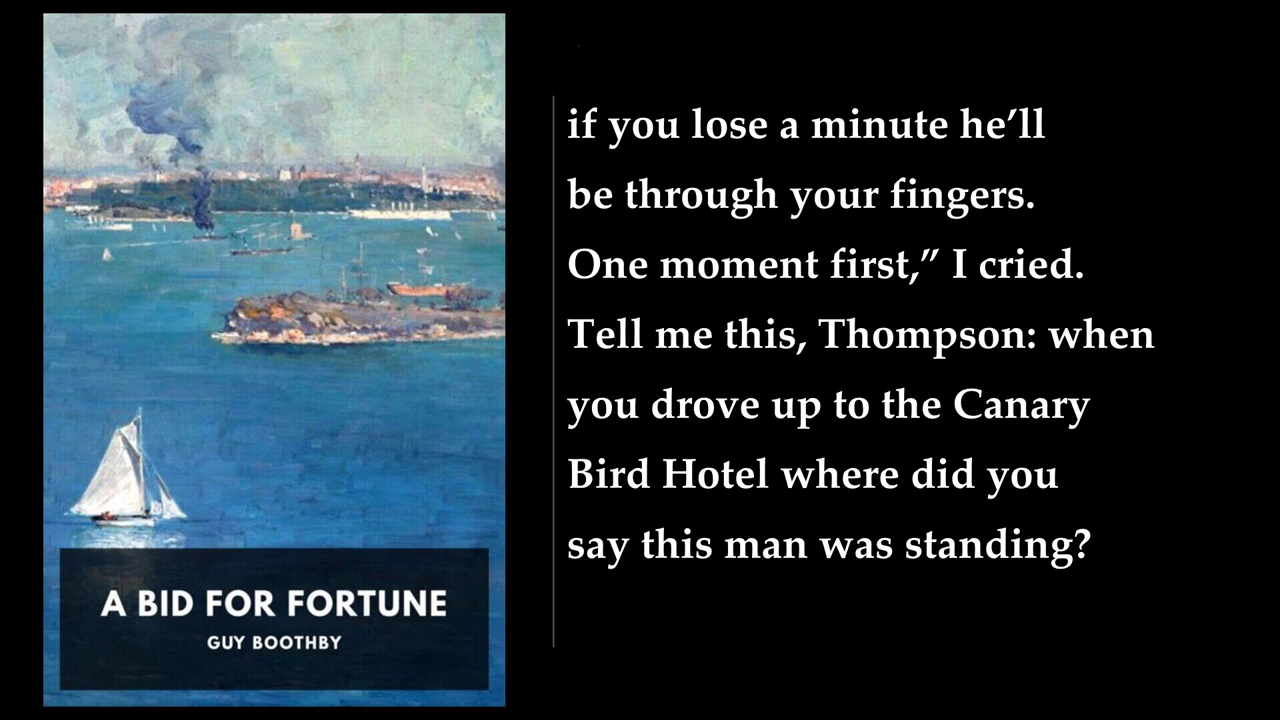 A BID FOR FORTUNE
GUY BOOTHBY
if you lose a minute he’ll
be through your fingers.
One moment first,” I cried.
Tell me this, Thompson: when
you drove up to the Canary
Bird Hotel where did you
say this man was standing?